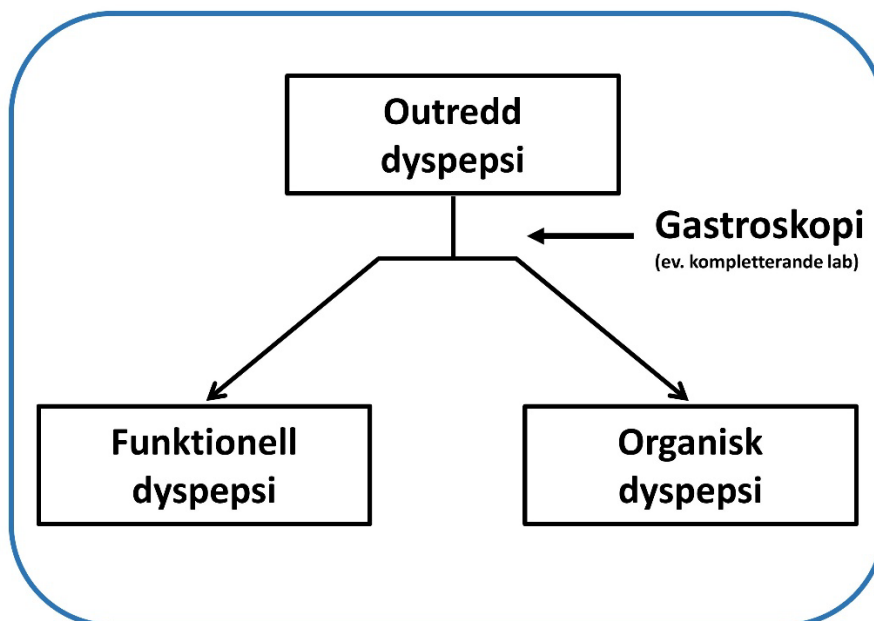 Outredd
dyspepsi
Gastroskopi
(ev. kompletterande lab)
Funktionell
dyspepsi
Organisk
dyspepsi